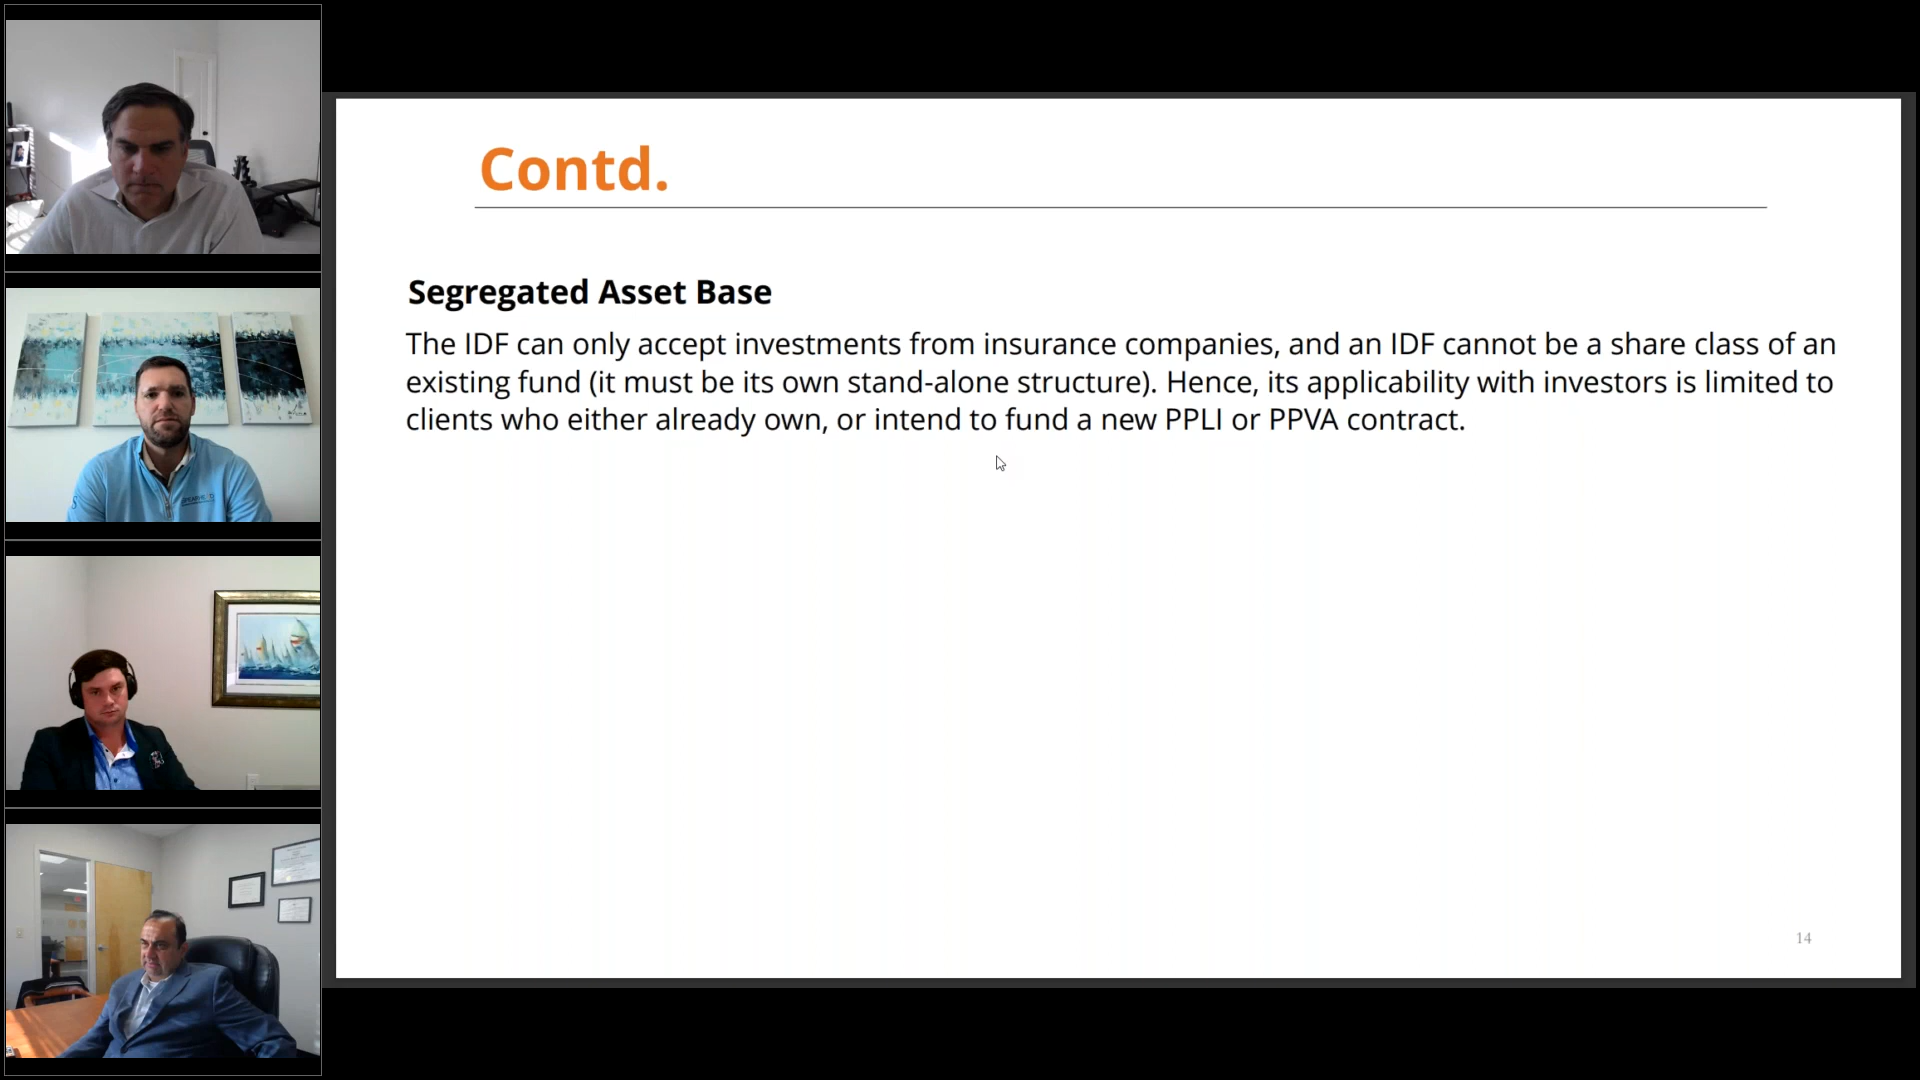 Contd.
Segregated Asset Base
The IDF can only accept investments from insurance companies, and an IDF cannot be a share class of an
existing fund (it must be its own stand-alone structure). Hence, its applicability with investors is limited to
clients who either already own, or intend to fund a new PPLI or PPVA contract.
14